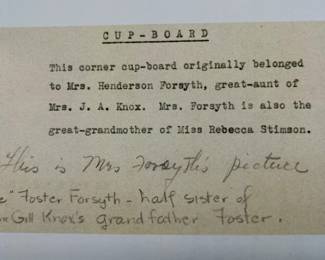 CUP-BOARD
This corner cup-board originally belonged
to Mrs. Henderson Forsyth, great-aunt of
Mrs. J. A. Knox. Mrs. Forsyth is also the
great-grandmother of Miss Rebecca Stimson.
This is Mrs Forsyth's picture
" Foster Forsyth - half sister of
Gill Knox's grandfather Foster.